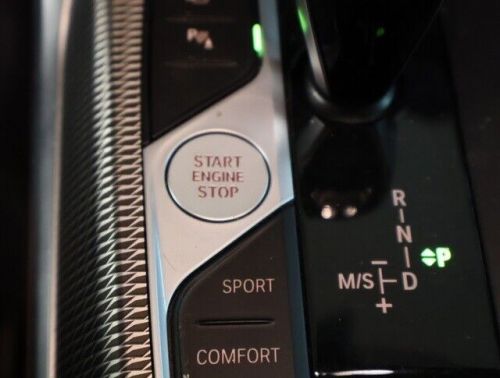 P
START
ENGINE
STOP
SPORT
COMFORT
R
N
P
− 
M/S D
+